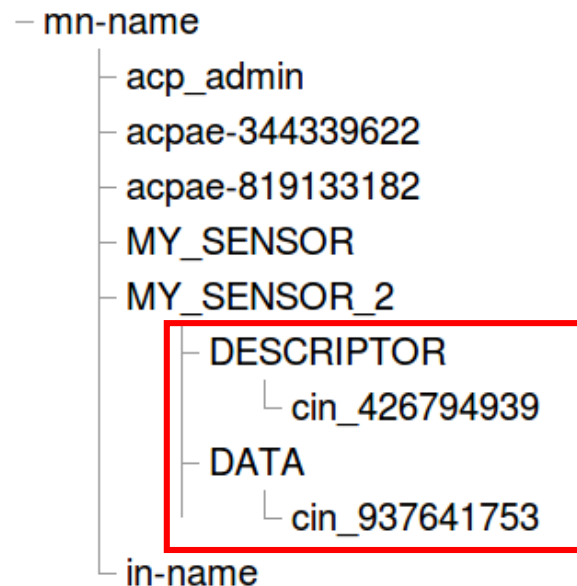 mn-name
acp_admin
acpae-344339622
acpae-819133182
MY_SENSOR
MY_SENSOR_2
DESCRIPTOR
cin_426794939
DATA
cin_937641753
in-name